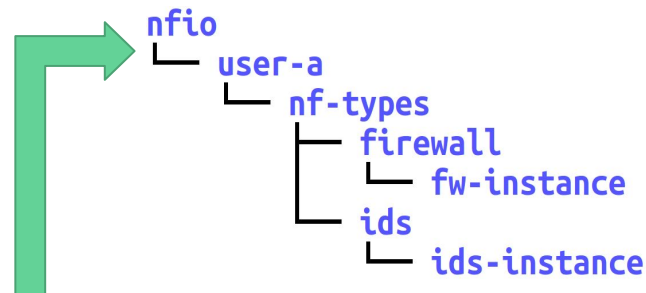 nfio
user-a
nf-types
firewall
fw-instance
ids
ids-instance